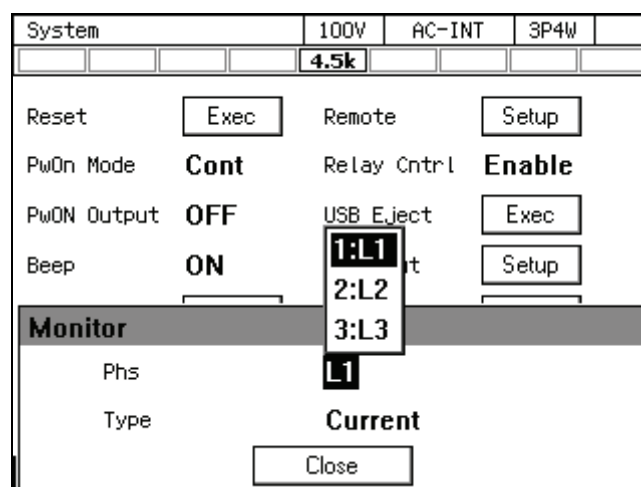 System 100V AC-INT 3P4W
4.5k
Reset Exec Remote Setup
PwOn Mode Cont Relay Cntrl Enable
PwON Output OFF USB Eject Exec
Beep ON Setup
1:L1
2:L2
3:L3
Monitor
Phs L1
Type Current
Close